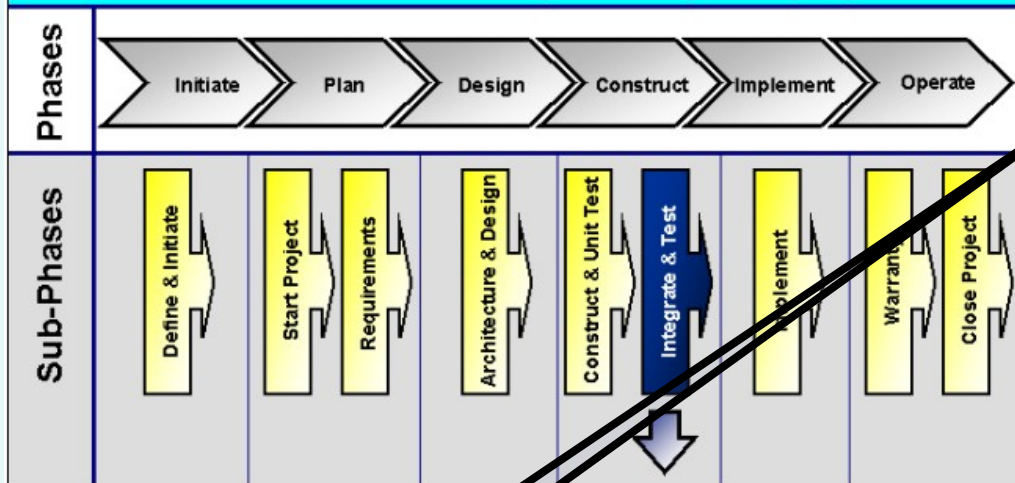 Phases
Initiate
Plan
Design
Construct
Implement
Operate
Sub-Phases
Define & Initiate
Start Project
Requirements
Architecture & Design
Construct & Unit Test
Integrate & Test
Warranty
Close Project